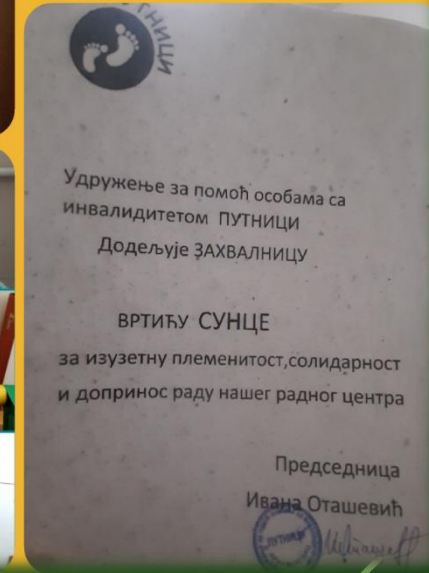 Удружење за помоћ особама са
инвалидитетом ПУТНИЦИ
Додељује ЗАХВАЛНИЦУ
ВРТИЋУ СУНЦЕ
за изузетну племенитост,солидарност
и допринос раду нашег радног центра
Председница
Ивана Оташевић
ПУТНИЦИ